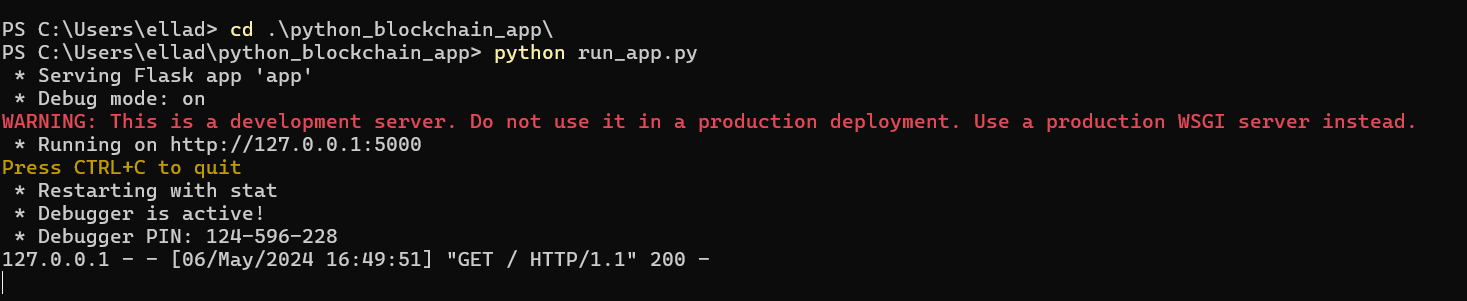 PS C:\Users\ellad> cd .\python_blockchain_app\
PS C:\Users\ellad\python_blockchain_app> python run_app.py
 * Serving Flask app 'app'
 * Debug mode: on
WARNING: This is a development server. Do not use it in a production deployment. Use a production WSGI server instead.
 * Running on http://127.0.0.1:5000
Press CTRL+C to quit
 * Restarting with stat
 * Debugger is active!
 * Debugger PIN: 124-596-228
127.0.0.1 - - [06/May/2024 16:49:51] "GET / HTTP/1.1" 200 -